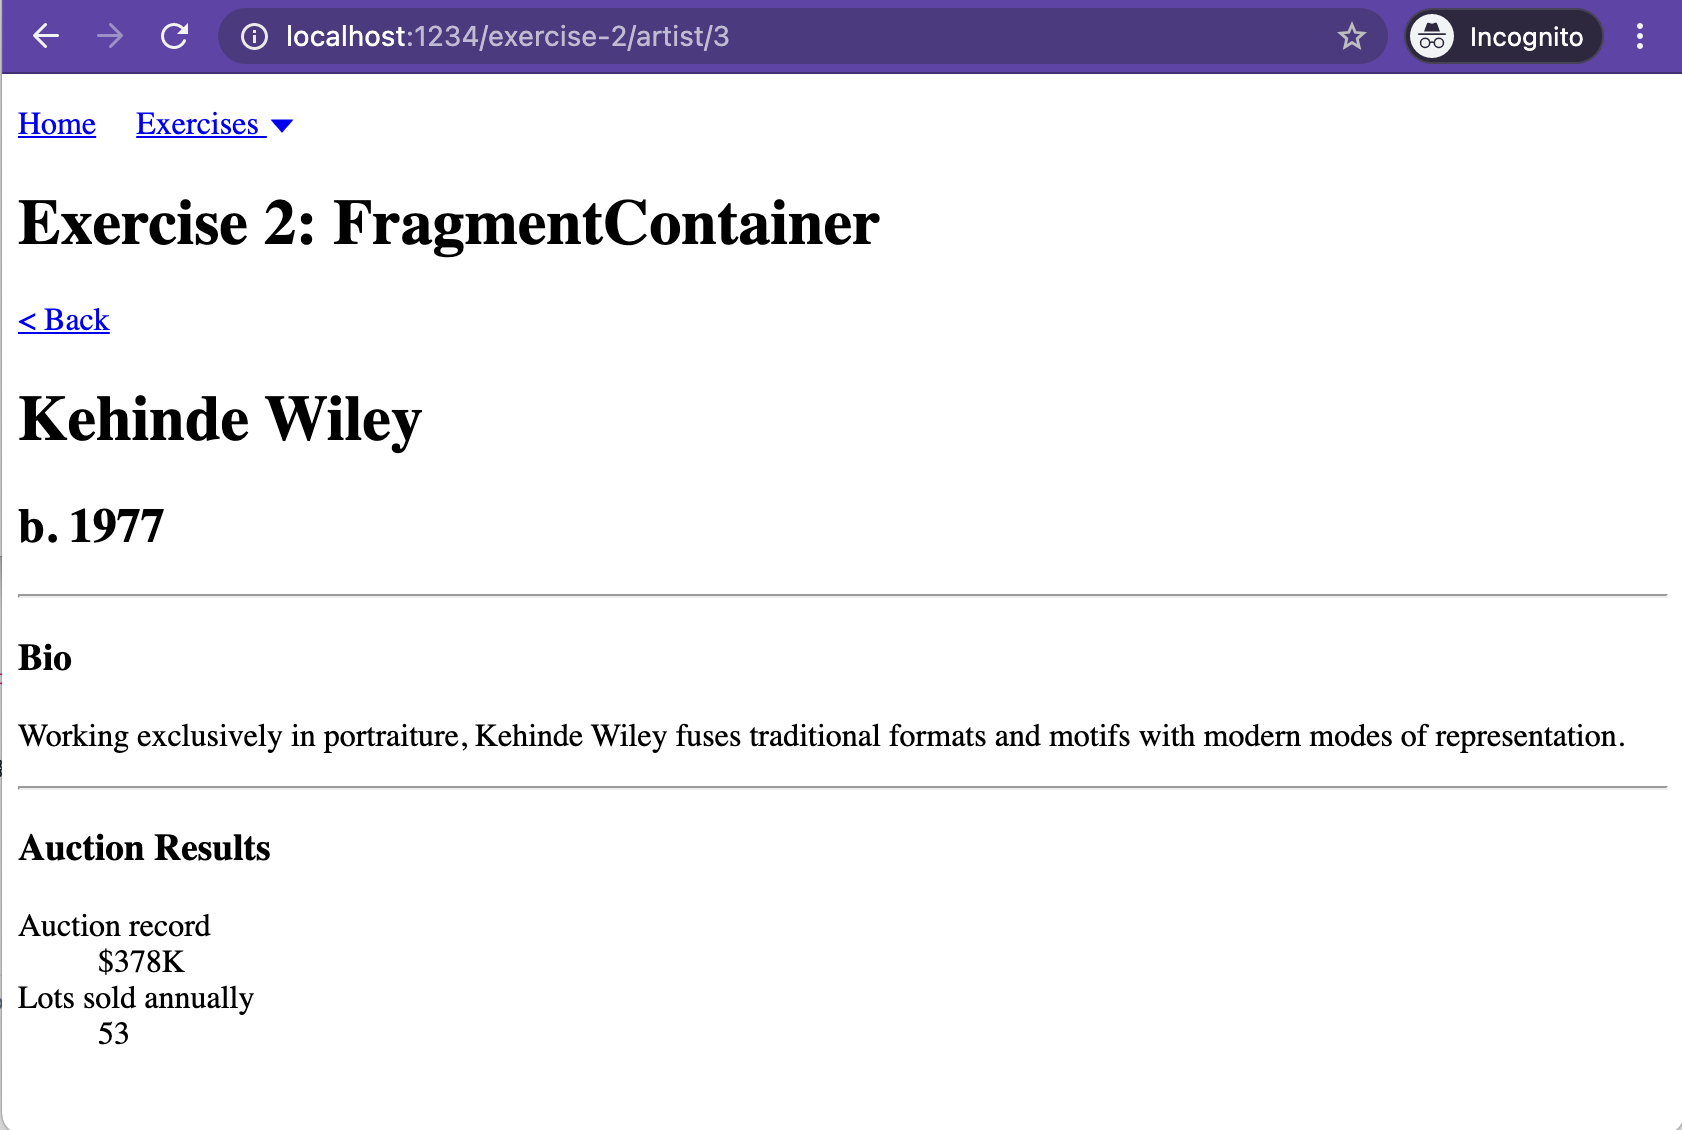 localhost:1234/exercise-2/artist/3 Incognito
Home Exercises
Exercise 2: FragmentContainer
< Back
Kehinde Wiley
b. 1977
Bio
Working exclusively in portraiture, Kehinde Wiley fuses traditional formats and motifs with modern modes of representation.
Auction Results
Auction record
$378K
Lots sold annually
53